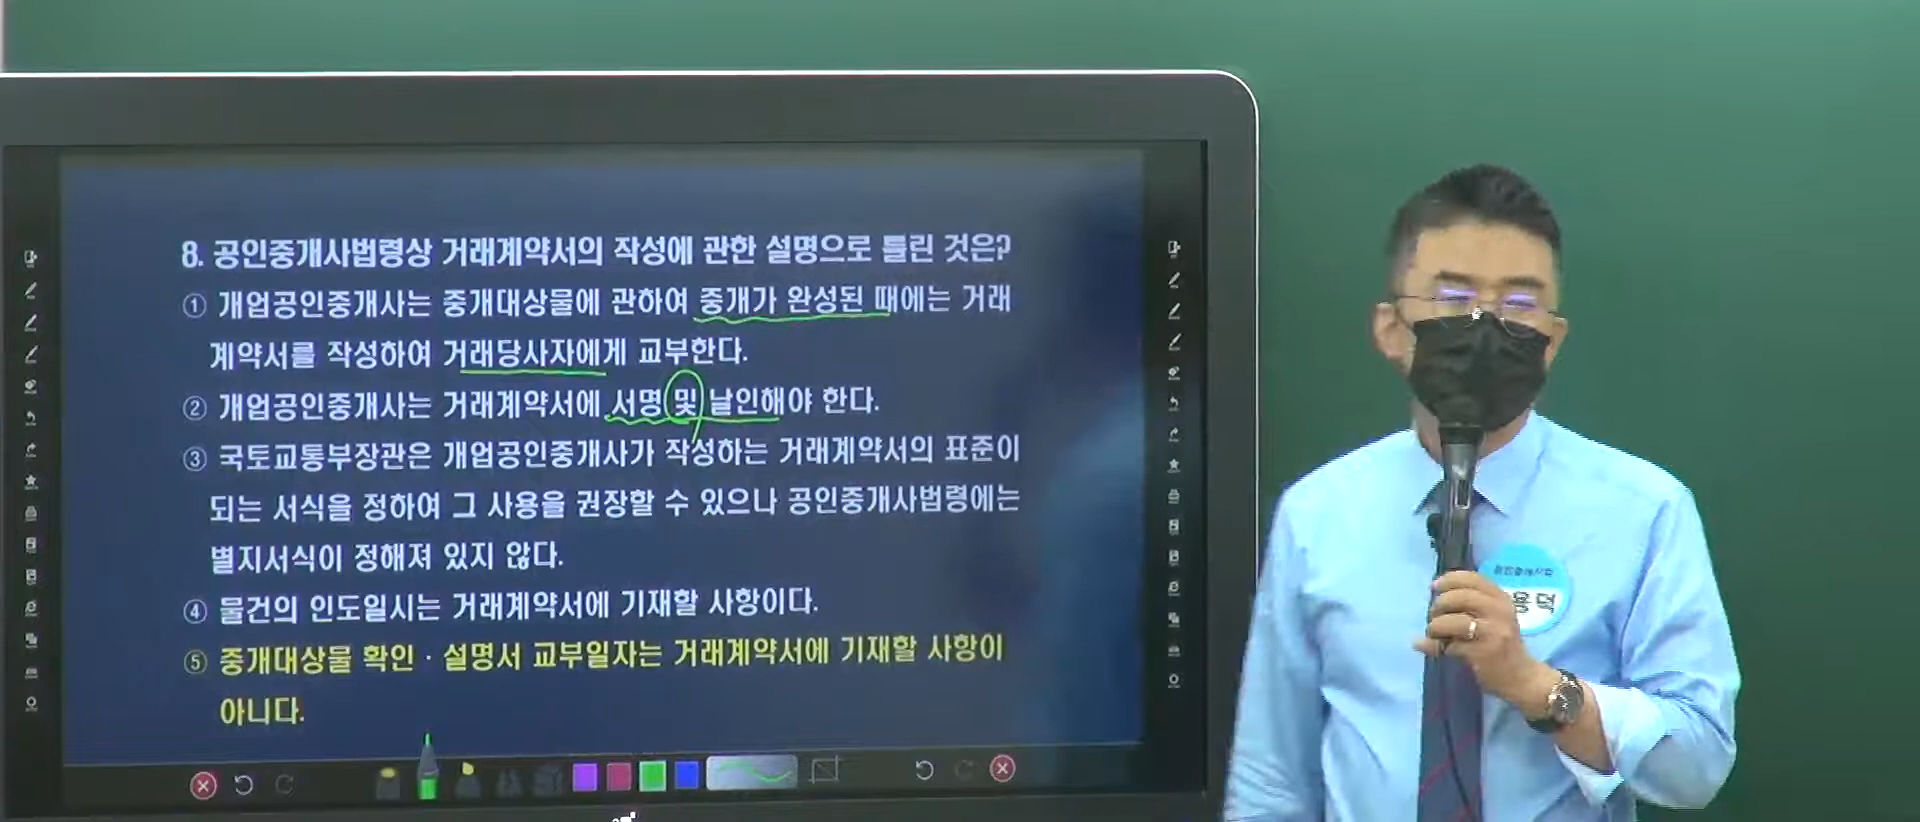 8. 공인중개사법령상 거래계약서의 작성에 관한 설명으로 틀린 것은?
① 개업공인중개사는 중개대상물에 관하여 중개가 완성된 때에는 거래
계약서를 작성하여 거래당사자에게 교부한다.
② 개업공인중개사는 거래계약서에 서명 및 날인해야 한다.
③ 국토교통부장관은 개업공인중개사가 작성하는 거래계약서의 표준이
되는 서식을 정하여 그 사용을 권장할 수 있으나 공인중개사법령에는
별지서식이 정해져 있지 않다.
④ 물건의 인도일시는 거래계약서에 기재할 사항이다.
⑤ 중개대상물 확인 · 설명서 교부일자는 거래계약서에 기재할 사항이
아니다.
용덕